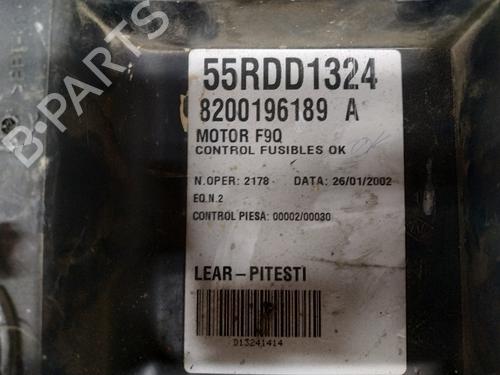 55RDD1324
8200196189 A
MOTOR F9Q
CONTROL FUSIBLES OK OK
N.OPER: 2178 DATA: 26/01/2002
EQ.N.2
CONTROL PIESA: 00002/00030
LEAR-PITESTI
D13241414
B-PARTS